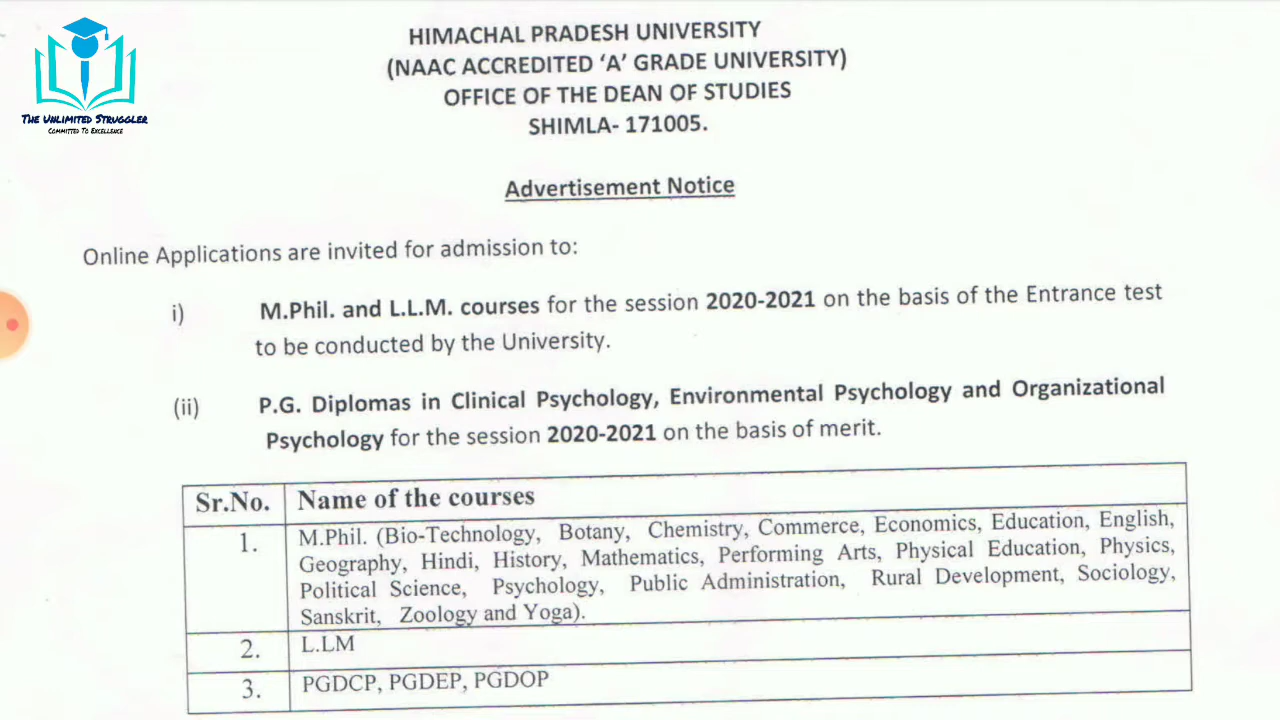 THE UNLIMITED STRUGGLER
COMMITTED TO EXCELLENCE
HIMACHAL PRADESH UNIVERSITY
(NAAC ACCREDITED ‘A’ GRADE UNIVERSITY)
OFFICE OF THE DEAN OF STUDIES
SHIMLA- 171005.
Advertisement Notice
Online Applications are invited for admission to:
i) M.Phil. and L.L.M. courses for the session 2020-2021 on the basis of the Entrance test
to be conducted by the University.
(ii) P.G. Diplomas in Clinical Psychology, Environmental Psychology and Organizational
Psychology for the session 2020-2021 on the basis of merit.
Sr.No. Name of the courses
1. M.Phil. (Bio-Technology, Botany, Chemistry, Commerce, Economics, Education, English,
Geography, Hindi, History, Mathematics, Performing Arts, Physical Education, Physics,
Political Science, Psychology, Public Administration, Rural Development, Sociology,
Sanskrit, Zoology and Yoga).
2. L.LM
3. PGDCP, PGDEP, PGDOP